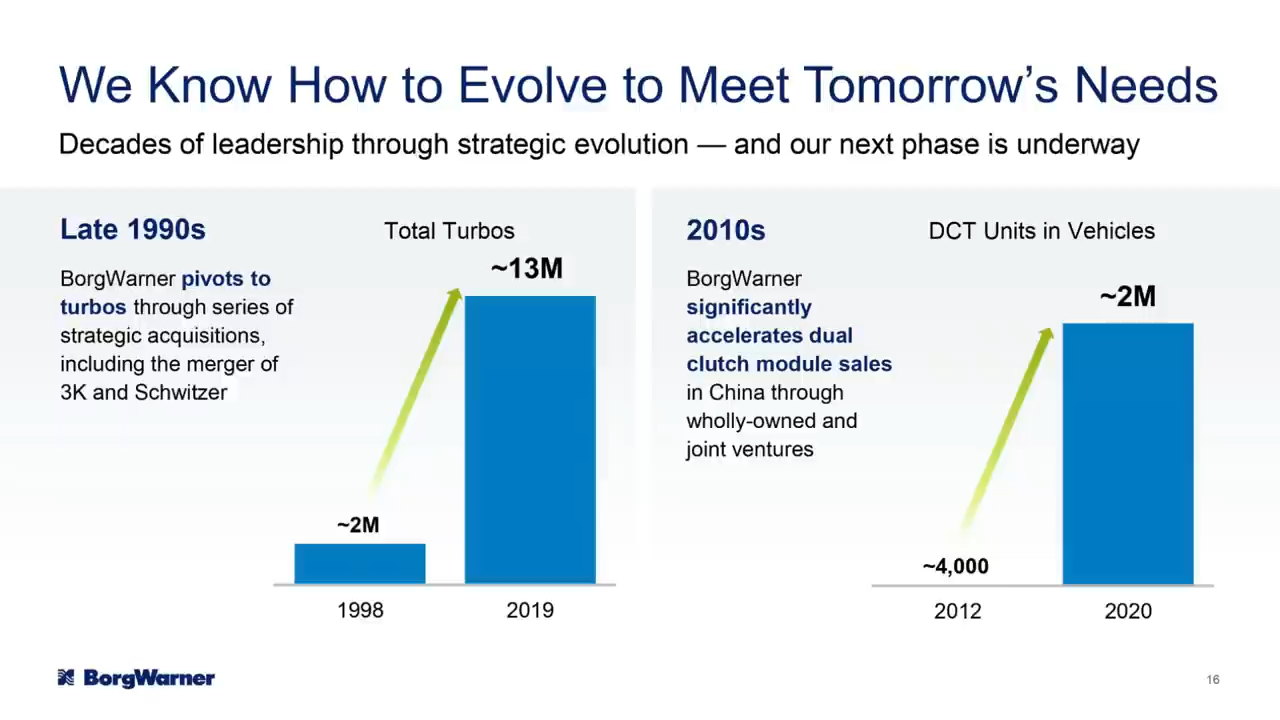 We Know How to Evolve to Meet Tomorrow’s Needs
Decades of leadership through strategic evolution — and our next phase is underway
Late 1990s
BorgWarner pivots to
turbos through series of
strategic acquisitions,
including the merger of
3K and Schwitzer
Total Turbos
~13M
~2M
1998
2019
2010s
BorgWarner
significantly
accelerates dual
clutch module sales
in China through
wholly-owned and
joint ventures
DCT Units in Vehicles
~2M
~4,000
2012
2020
BorgWarner
16